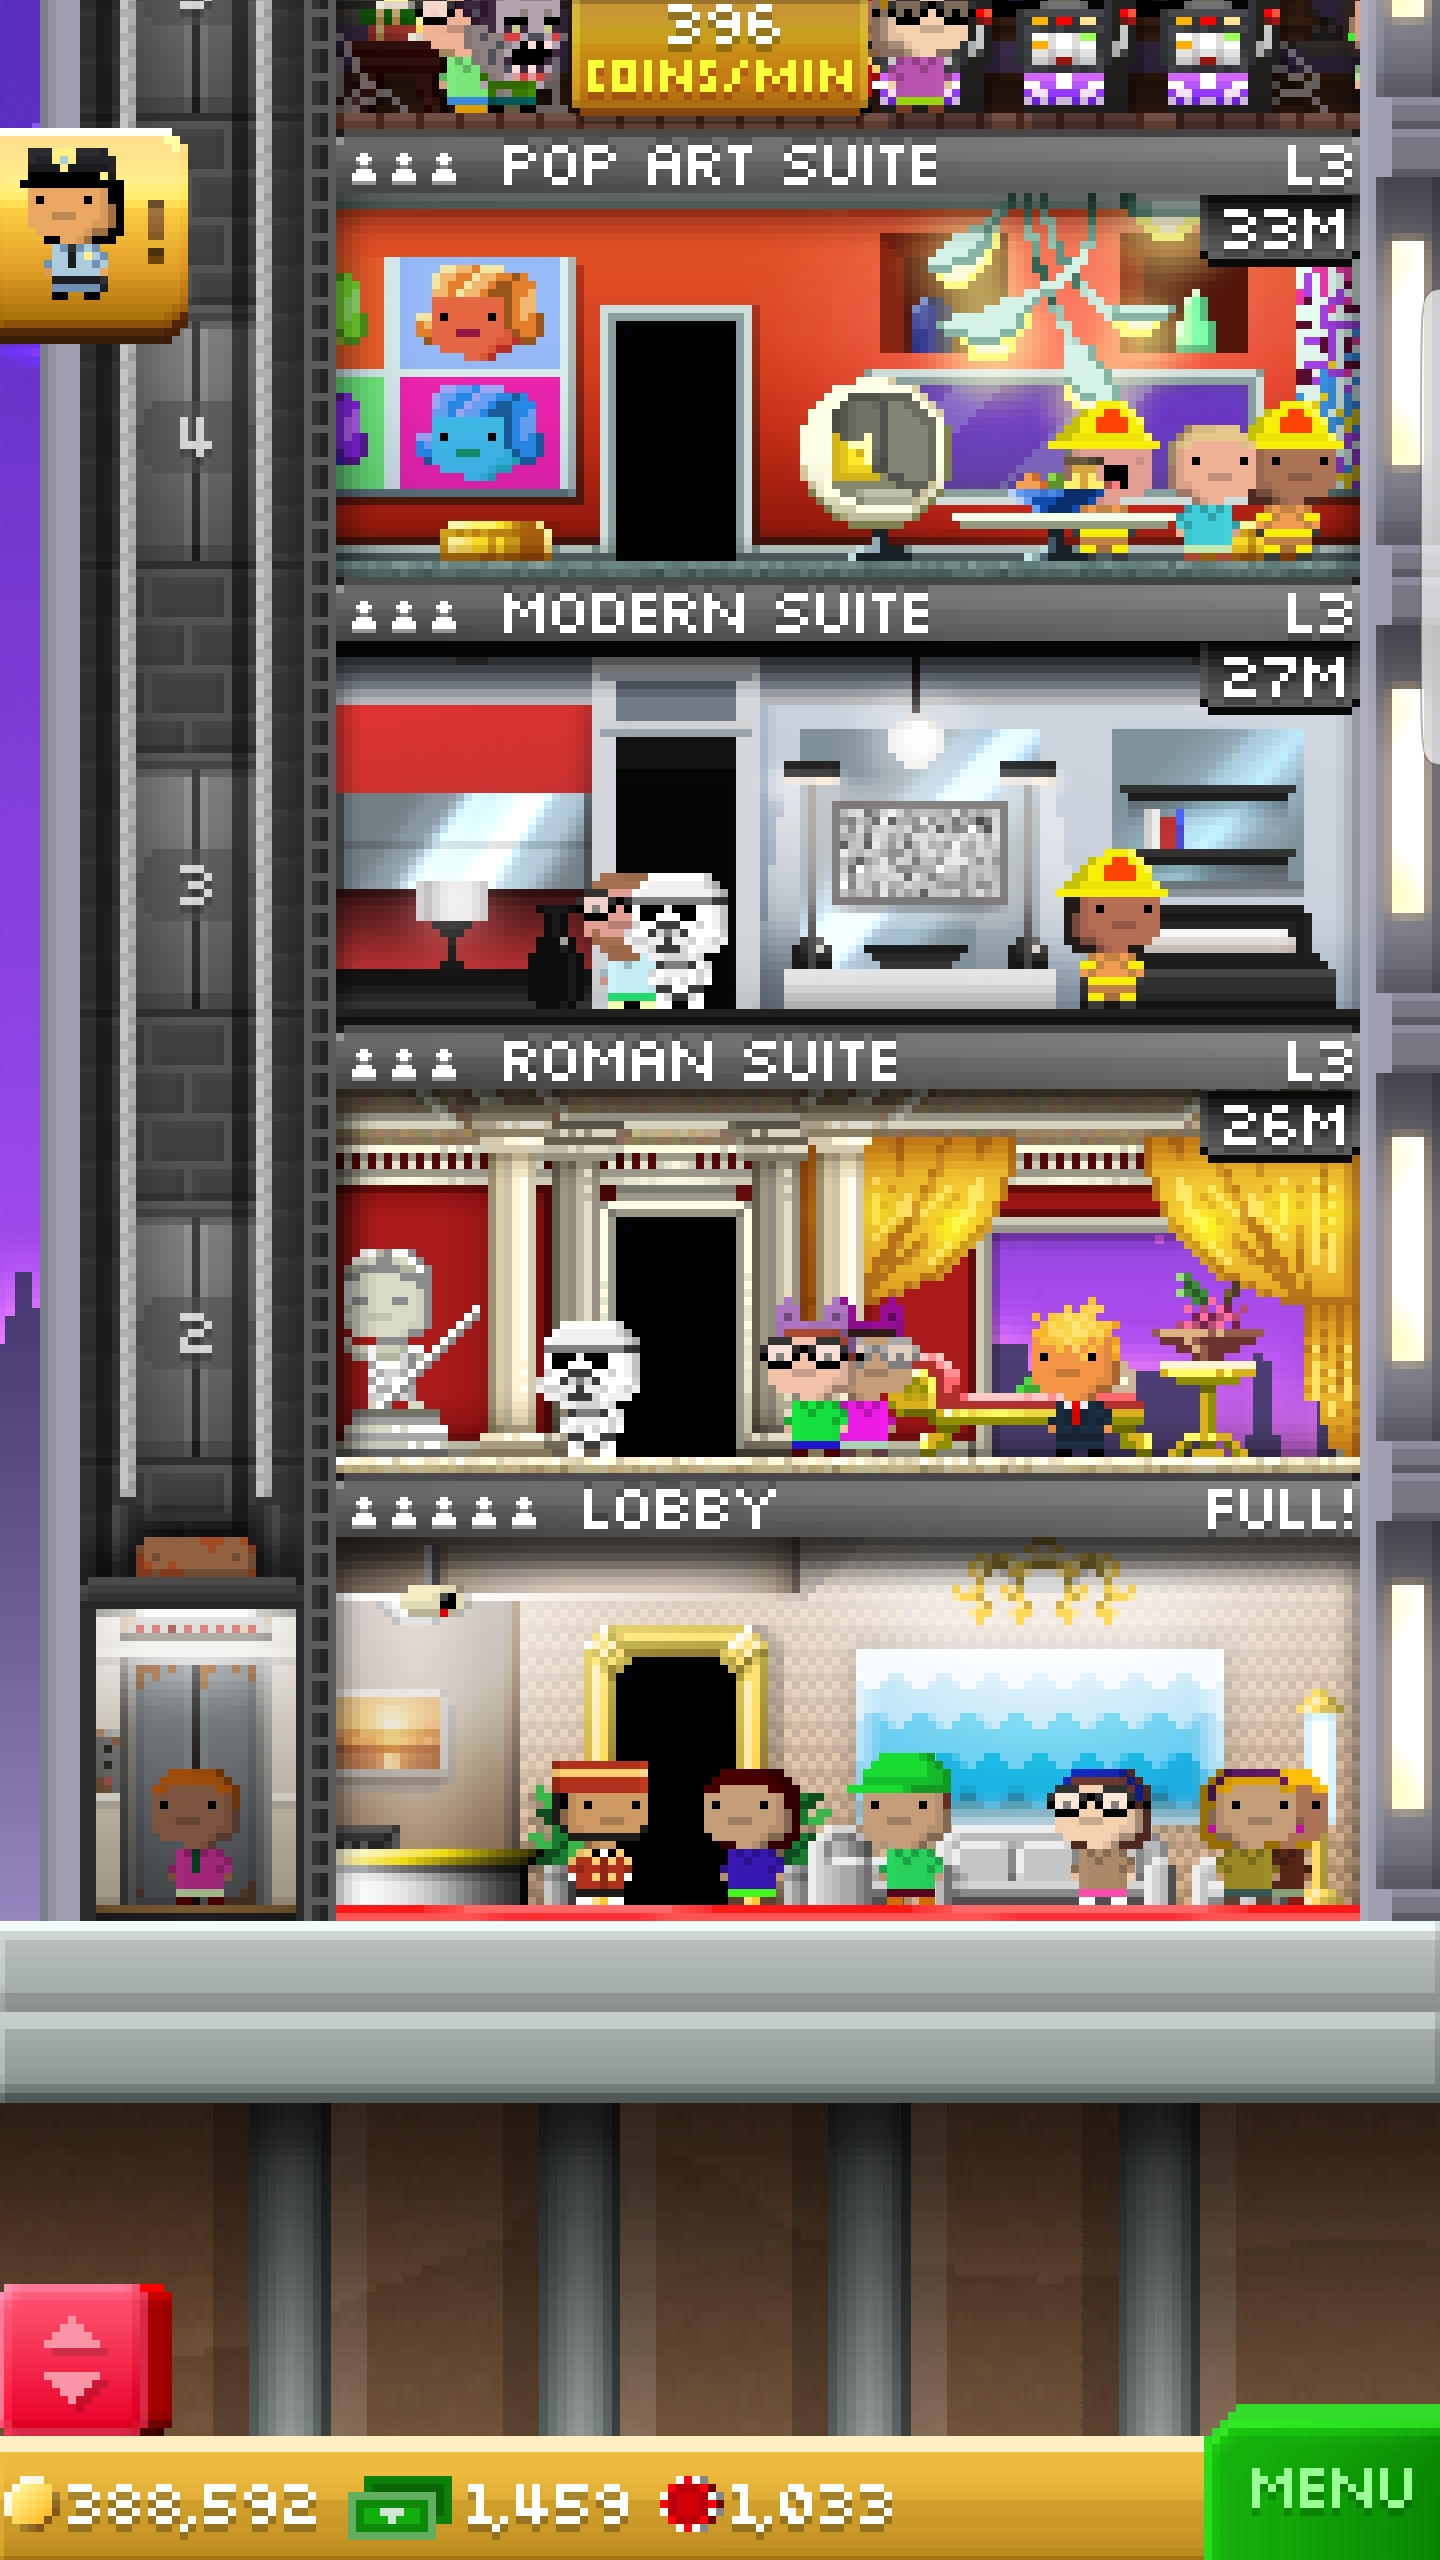 396
COINS/MIN
POP ART SUITE L3
33M
!
4
MODERN SUITE L3
27M
3
ROMAN SUITE L3
26M
2
LOBBY FULL!
388,592 1,459 1,033 MENU